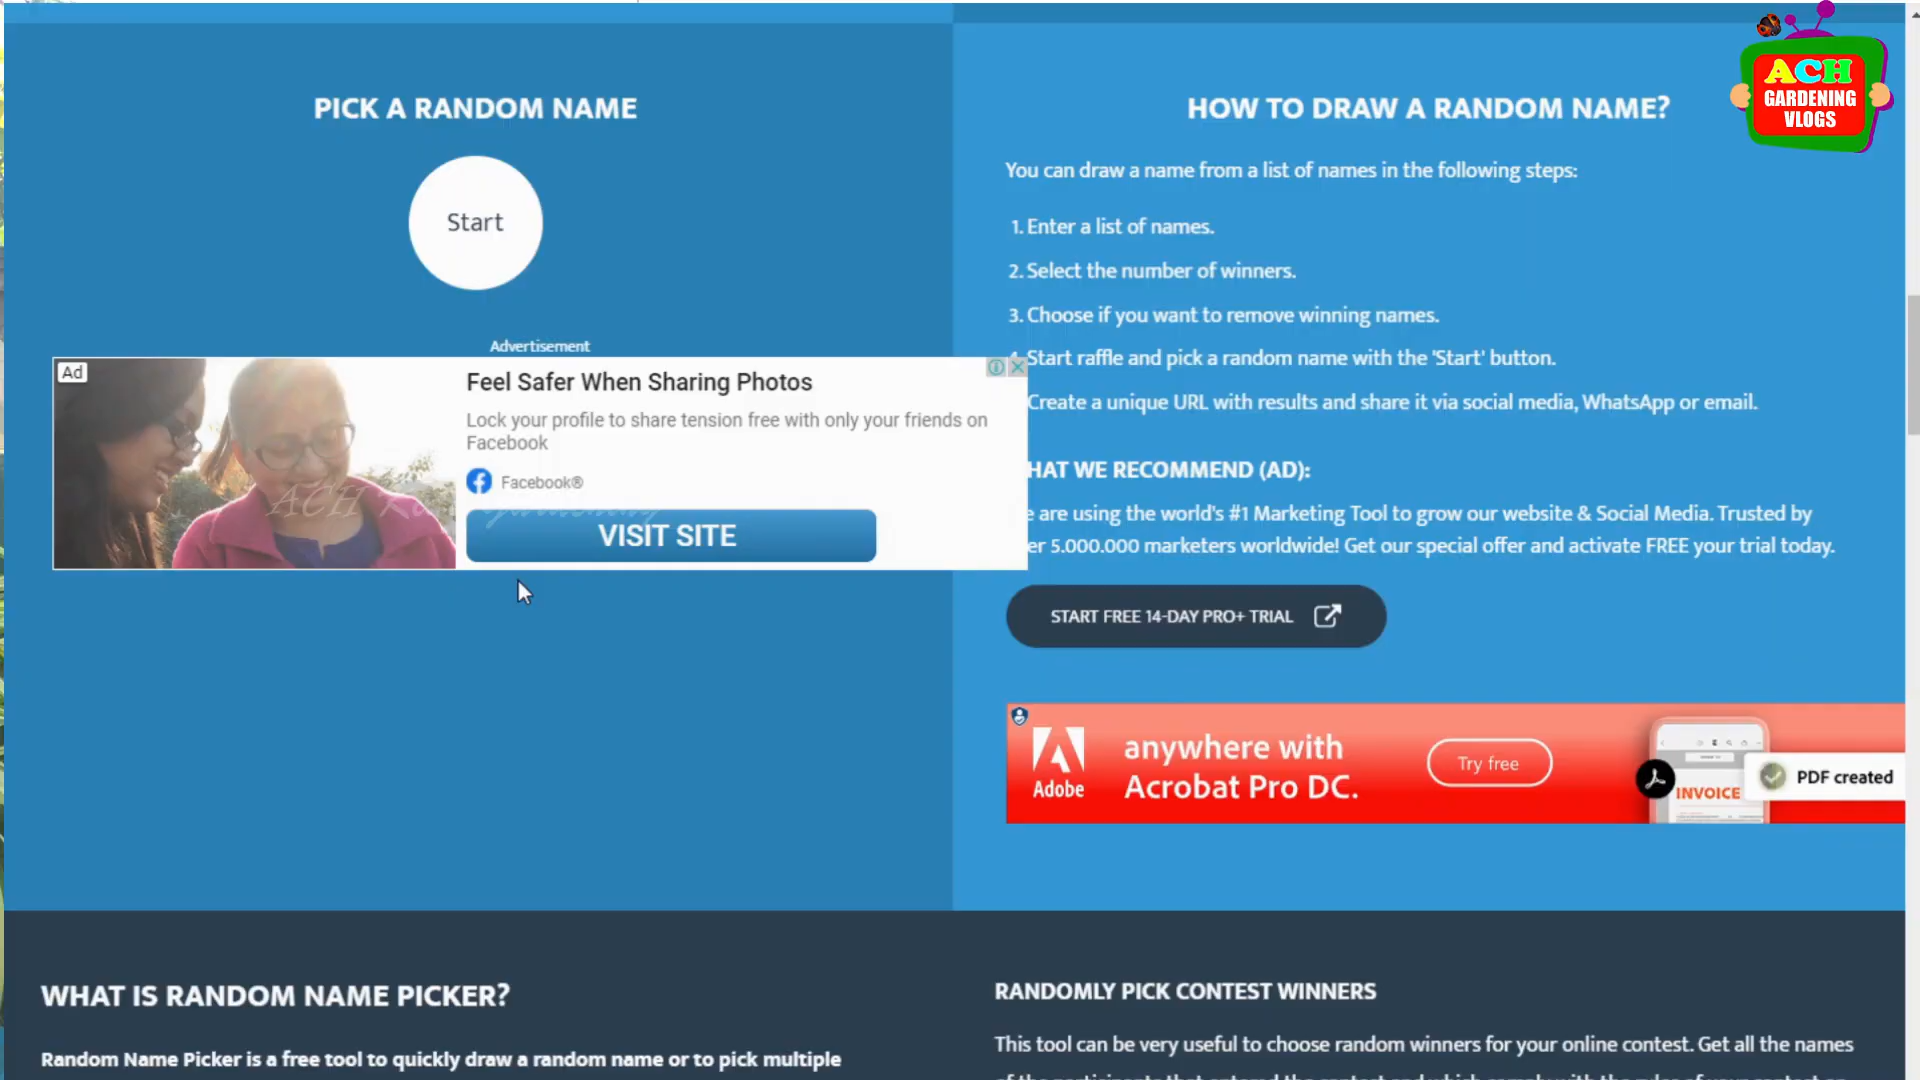 ACH
GARDENING
VLOGS
PICK A RANDOM NAME
Start
Advertisement
Ad
Feel Safer When Sharing Photos
Lock your profile to share tension free with only your friends on
Facebook
Facebook®
VISIT SITE
HOW TO DRAW A RANDOM NAME?
You can draw a name from a list of names in the following steps:
1. Enter a list of names.
2. Select the number of winners.
3. Choose if you want to remove winning names.
Start raffle and pick a random name with the 'Start' button.
Create a unique URL with results and share it via social media, WhatsApp or email.
HAT WE RECOMMEND (AD):
e are using the world's #1 Marketing Tool to grow our website & Social Media. Trusted by
er 5.000.000 marketers worldwide! Get our special offer and activate FREE your trial today.
START FREE 14-DAY PRO+ TRIAL
Adobe
anywhere with
Acrobat Pro DC.
Try free
INVOICE
PDF created
WHAT IS RANDOM NAME PICKER?
Random Name Picker is a free tool to quickly draw a random name or to pick multiple
RANDOMLY PICK CONTEST WINNERS
This tool can be very useful to choose random winners for your online contest. Get all the names